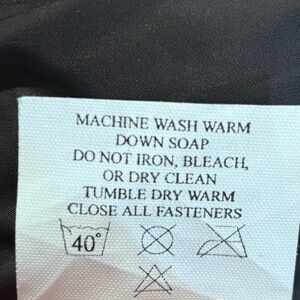 MACHINE WASH WARM
DOWN SOAP
DO NOT IRON, BLEACH,
OR DRY CLEAN
TUMBLE DRY WARM
CLOSE ALL FASTENERS
40°